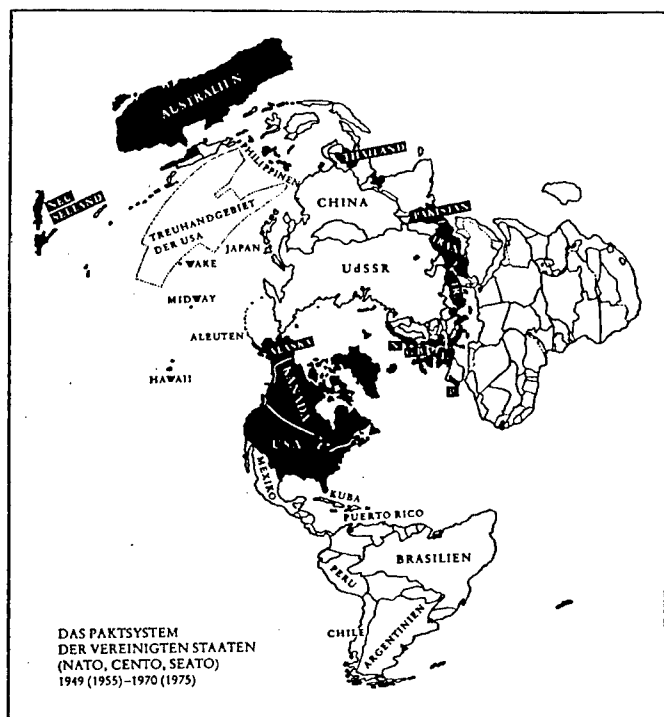 AUSTRALIEN
PHILIPPINEN
THAILAND
NEU
SEELAND
CHINA
PAKISTAN
TREUHANDGEBIET
DER USA
JAPAN
WAKE
UdSSR
MIDWAY
ALEUTEN
ALASKA
HAWAII
KANADA
USA
MEXIKO
KUBA
PUERTO RICO
BRASILIEN
PERU
CHILE
ARGENTINIEN
DAS PAKTSYSTEM
DER VEREINIGTEN STAATEN
(NATO, CENTO, SEATO)
1949 (1955)–1970 (1975)